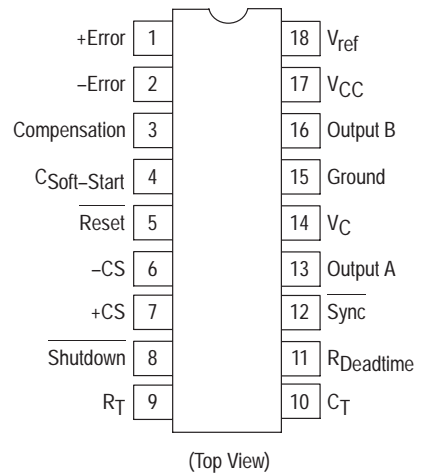 +Error 1 18 Vref
–Error 2 17 VCC
Compensation 3 16 Output B
CSoft–Start 4 15 Ground
Reset 5 14 VC
–CS 6 13 Output A
+CS 7 12 Sync
Shutdown 8 11 RDeadtime
RT 9 10 CT
(Top View)